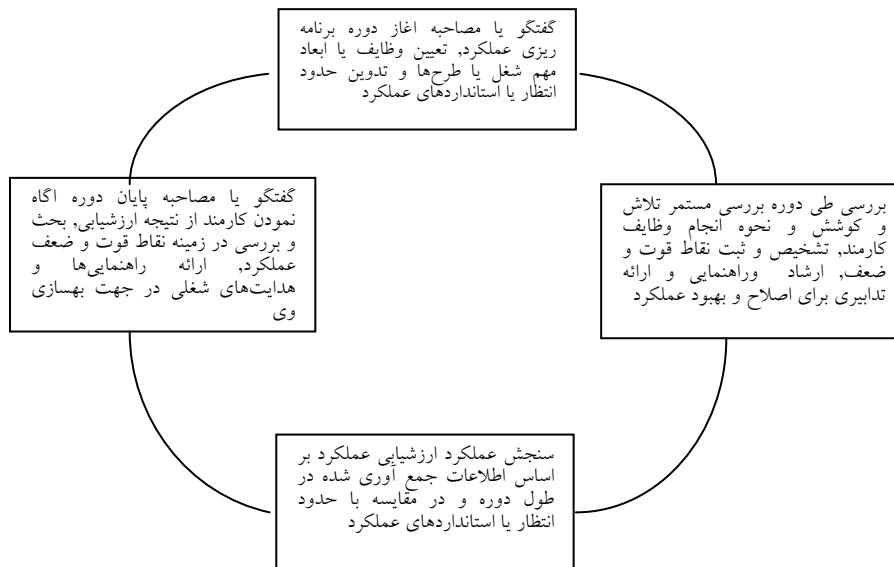 گفتگو یا مصاحبه اغاز دوره برنامه
ریزی عملکرد, تعیین وظایف یا ابعاد
مهم شغل یا طرح‌ها و تدوین حدود
انتظار یا استانداردهای عملکرد
بررسی طی دوره بررسی مستمر تلاش
و کوشش و نحوه انجام وظایف
کارمند, تشخیص و ثبت نقاط قوت و
ضعف, ارشاد وراهنمایی و ارائه
تدابیری برای اصلاح و بهبود عملکرد
سنجش عملکرد ارزشیابی عملکرد بر
اساس اطلاعات جمع آوری شده در
طول دوره و در مقایسه با حدود
انتظار یا استانداردهای عملکرد
گفتگو یا مصاحبه پایان دوره اگاه
نمودن کارمند از نتیجه ارزشیابی, بحث
و بررسی در زمینه نقاط قوت و ضعف
عملکرد, ارائه راهنمایی‌ها و
هدایت‌های شغلی در جهت بهسازی
وی